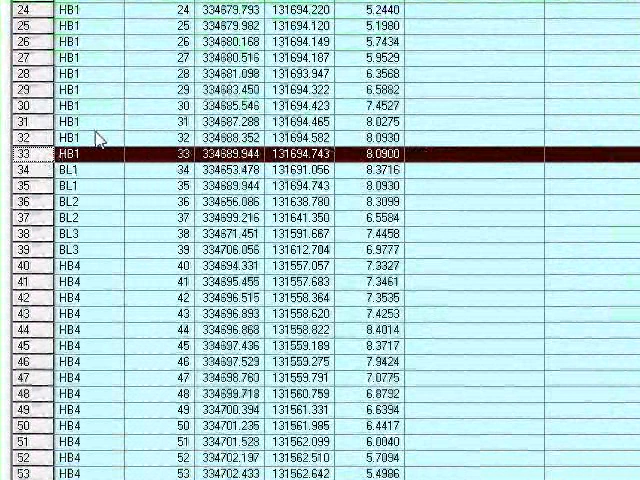 24 HB1 24 334679.793 131694.220 5.2440
25 HB1 25 334679.982 131694.120 5.1980
26 HB1 26 334680.168 131694.149 5.7434
27 HB1 27 334680.516 131694.187 5.9529
28 HB1 28 334681.098 131693.947 6.3568
29 HB1 29 334683.450 131694.322 6.5882
30 HB1 30 334685.546 131694.423 7.4527
31 HB1 31 334687.288 131694.465 8.0275
32 HB1 32 334688.352 131694.582 8.0930
33 HB1 33 334689.944 131694.743 8.0900
34 BL1 34 334653.478 131691.056 8.3716
35 BL1 35 334689.944 131694.743 8.0930
36 BL2 36 334656.086 131638.780 8.3099
37 BL2 37 334699.216 131641.350 6.5584
38 BL3 38 334671.451 131591.667 7.4458
39 BL3 39 334706.056 131612.704 6.9777
40 HB4 40 334694.331 131557.057 7.3327
41 HB4 41 334695.455 131557.683 7.3461
42 HB4 42 334696.515 131558.364 7.3535
43 HB4 43 334696.893 131558.620 7.4253
44 HB4 44 334696.868 131558.822 8.4014
45 HB4 45 334697.436 131559.189 8.3717
46 HB4 46 334697.529 131559.275 7.9424
47 HB4 47 334698.760 131559.791 7.0775
48 HB4 48 334699.718 131560.759 6.8792
49 HB4 49 334700.394 131561.331 6.6394
50 HB4 50 334701.235 131561.985 6.4417
51 HB4 51 334701.528 131562.099 6.0040
52 HB4 52 334702.197 131562.510 5.7094
53 HB4 53 334702.433 131562.642 5.4986